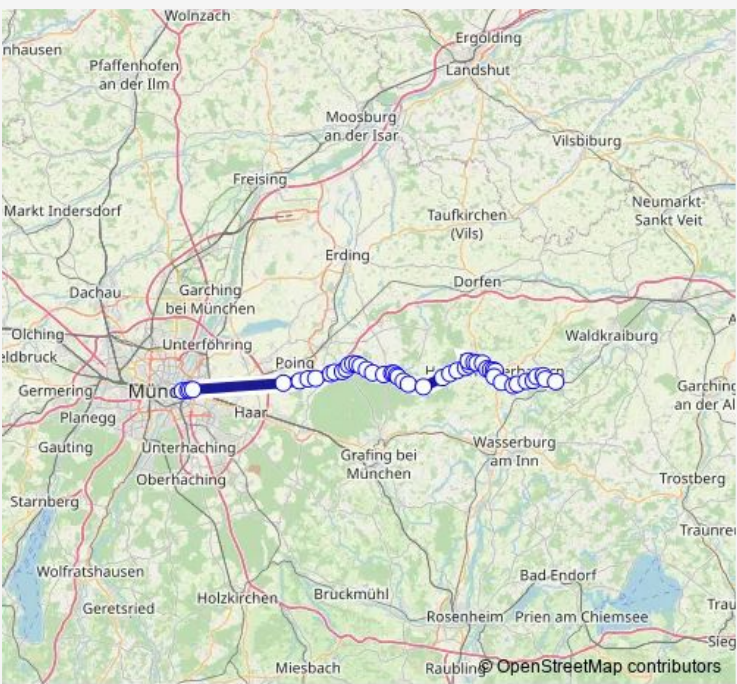 Wolnzach
Ergolding
nhausen
Pfaffenhofen
an der Ilm
Landshut
Moosburg
an der Isar
Vilsbiburg
Freising
Markt Indersdorf
Taufkirchen
(Vils)
Neumarkt-
Sankt Veit
Erding
Dachau
Garching
bei München
Dorfen
Olching
Unterföhring
Waldkraiburg
eldbruck
Poing
Germering
Garching
an der Al
Planegg
Haar
Gauting
Unterhaching
Grafing bei
München
Wasserburg
am Inn
Oberhaching
Trostberg
Starnberg
Traunre
Wolfratshausen
Bad Endorf
Geretsried
Holzkirchen
Bruckmühl
Rosenheim
Prien am Chiemsee
Trau
Sieg
Miesbach
Raubling
© OpenStreetMap contributors